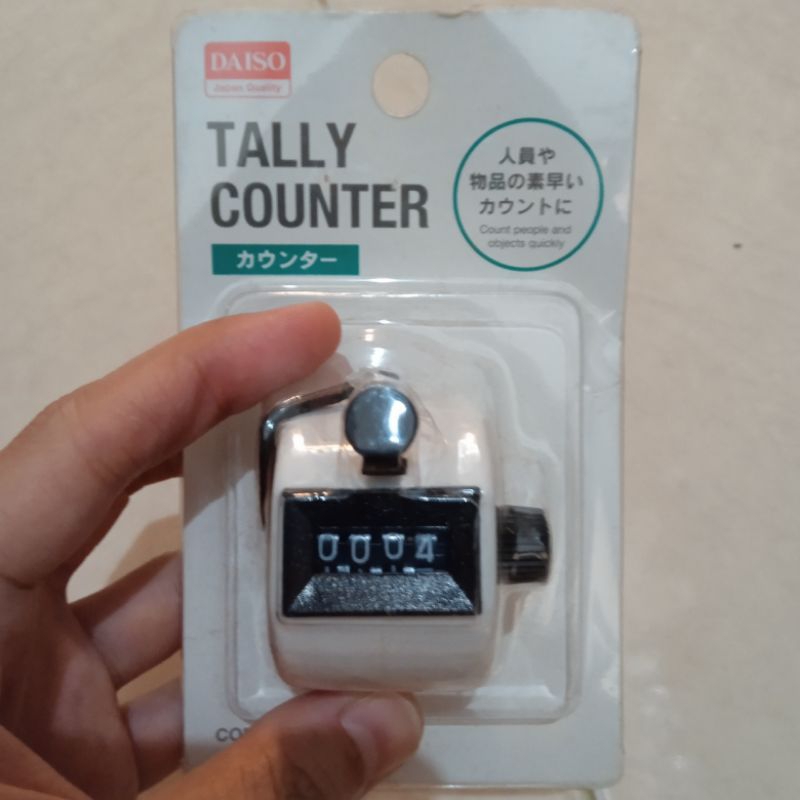 DAISO
Japan Quality
TALLY
COUNTER
カウンター
人員や
物品の素早い
カウントに
Count people and
objects quickly
0004